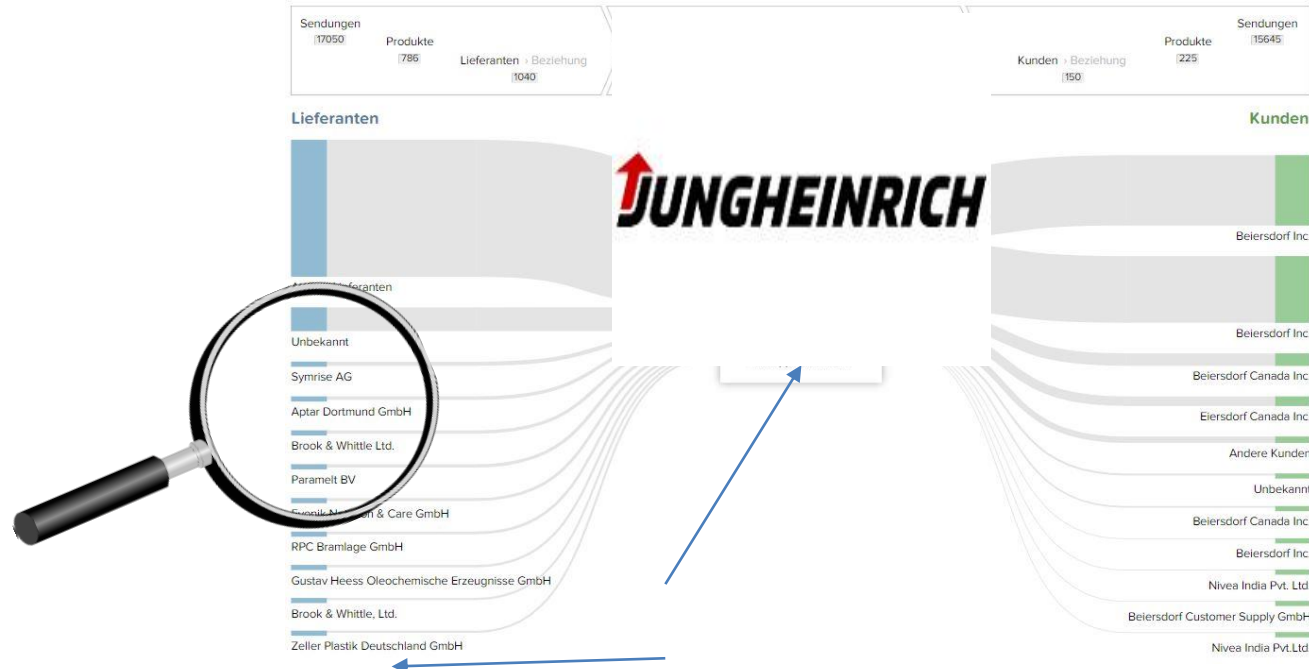 Sendungen
17050
Produkte
786
Lieferanten › Beziehung
1040
Kunden › Beziehung
150
Produkte
225
Sendungen
15645
Lieferanten
Kunden
JUNGHEINRICH
Unbekannt
Symrise AG
Aptar Dortmund GmbH
Brook & Whittle Ltd.
Paramelt BV
& Care GmbH
RPC Bramlage GmbH
Gustav Heess Oleochemische Erzeugnisse GmbH
Brook & Whittle, Ltd.
Zeller Plastik Deutschland GmbH
Beiersdorf Inc
Beiersdorf Inc
Beiersdorf Canada Inc
Eiersdorf Canada Inc
Andere Kunden
Unbekannt
Beiersdorf Canada Inc
Beiersdorf Inc
Nivea India Pvt. Ltd
Beiersdorf Customer Supply GmbH
Nivea India Pvt.Ltd